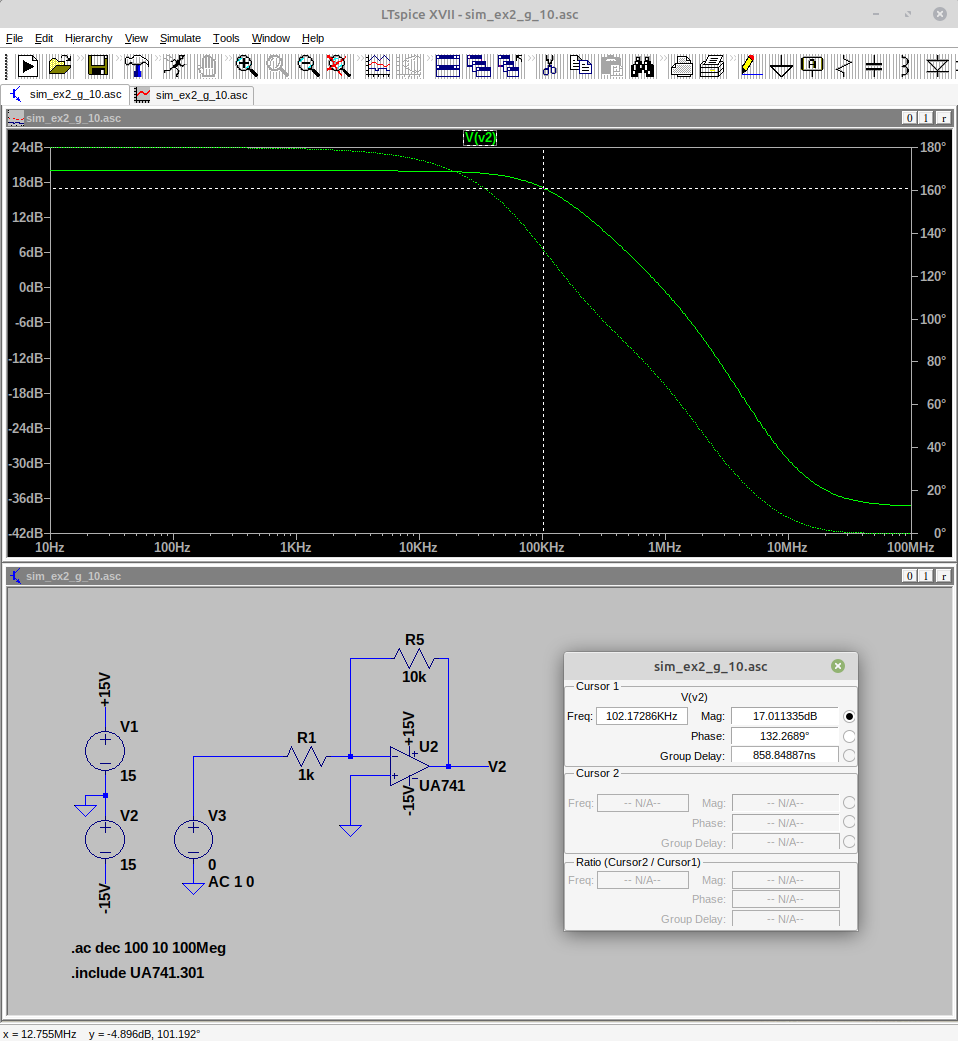 LTspice XVII - sim_ex2_g_10.asc
File Edit Hierarchy View Simulate Tools Window Help
sim_ex2_g_10.asc sim_ex2_g_10.asc
sim_ex2_g_10.asc
V(v2)
24dB 180°
18dB 160°
12dB 140°
6dB 120°
0dB 100°
-6dB 80°
-12dB 60°
-18dB 40°
-24dB 20°
-30dB 0°
-36dB
-42dB
10Hz 100Hz 1KHz 10KHz 100KHz 1MHz 10MHz 100MHz
sim_ex2_g_10.asc
+15V
V1
15
V2
15
-15V
V3
0
AC 1 0
R1
1k
R5
10k
+15V
U2
UA741
-15V
V2
.ac dec 100 10 100Meg
.include UA741.301
sim_ex2_g_10.asc
Cursor 1
V(v2)
Freq: 102.17286KHz Mag: 17.011335dB
Phase: 132.2689°
Group Delay: 858.84887ns
Cursor 2
Freq: -- N/A-- Mag: -- N/A--
Phase: -- N/A--
Group Delay: -- N/A--
Ratio (Cursor2 / Cursor1)
Freq: -- N/A-- Mag: -- N/A--
Phase: -- N/A--
Group Delay: -- N/A--
x = 12.755MHz y = -4.896dB, 101.192°